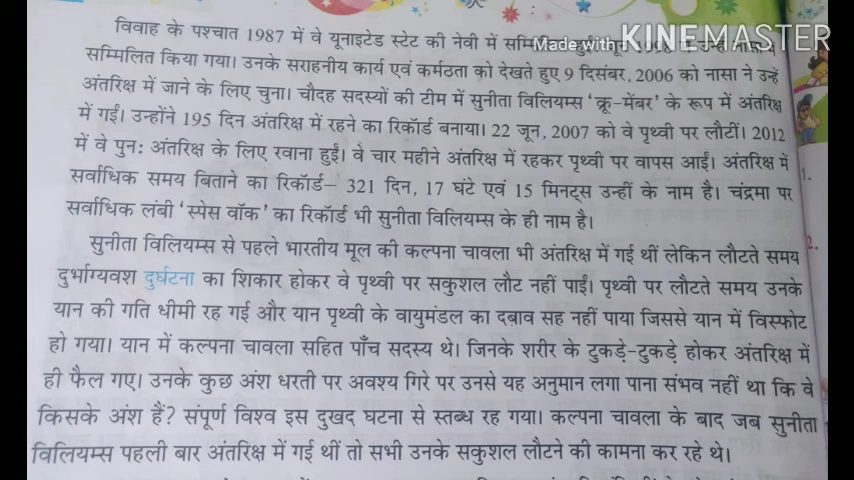 विवाह के पश्चात 1987 में वे यूनाइटेड स्टेट की नेवी में
Made with KINEMASTER
सम्मिलित किया गया। उनके सराहनीय कार्य एवं कर्मठता को देखते हुए 9 दिसंबर, 2006 को नासा ने उन्हें
अंतरिक्ष में जाने के लिए चुना। चौदह सदस्यों की टीम में सुनीता विलियम्स ‘क्रू-मेंबर’ के रूप में अंतरिक्ष
में गईं। उन्होंने 195 दिन अंतरिक्ष में रहने का रिकॉर्ड बनाया। 22 जून, 2007 को वे पृथ्वी पर लौटीं। 2012
में वे पुनः अंतरिक्ष के लिए रवाना हुईं। वे चार महीने अंतरिक्ष में रहकर पृथ्वी पर वापस आईं। अंतरिक्ष में
सर्वाधिक समय बिताने का रिकॉर्ड– 321 दिन, 17 घंटे एवं 15 मिनट्स उन्हीं के नाम है। चंद्रमा पर
सर्वाधिक लंबी ‘स्पेस वॉक’ का रिकॉर्ड भी सुनीता विलियम्स के ही नाम है।
सुनीता विलियम्स से पहले भारतीय मूल की कल्पना चावला भी अंतरिक्ष में गई थीं लेकिन लौटते समय
दुर्भाग्यवश दुर्घटना का शिकार होकर वे पृथ्वी पर सकुशल लौट नहीं पाईं। पृथ्वी पर लौटते समय उनके
यान की गति धीमी रह गई और यान पृथ्वी के वायुमंडल का दबाव सह नहीं पाया जिससे यान में विस्फोट
हो गया। यान में कल्पना चावला सहित पाँच सदस्य थे। जिनके शरीर के टुकड़े-टुकड़े होकर अंतरिक्ष में
ही फैल गए। उनके कुछ अंश धरती पर अवश्य गिरे पर उनसे यह अनुमान लगा पाना संभव नहीं था कि वे
किसके अंश हैं? संपूर्ण विश्व इस दुखद घटना से स्तब्ध रह गया। कल्पना चावला के बाद जब सुनीता
विलियम्स पहली बार अंतरिक्ष में गई थीं तो सभी उनके सकुशल लौटने की कामना कर रहे थे।
1.
2.